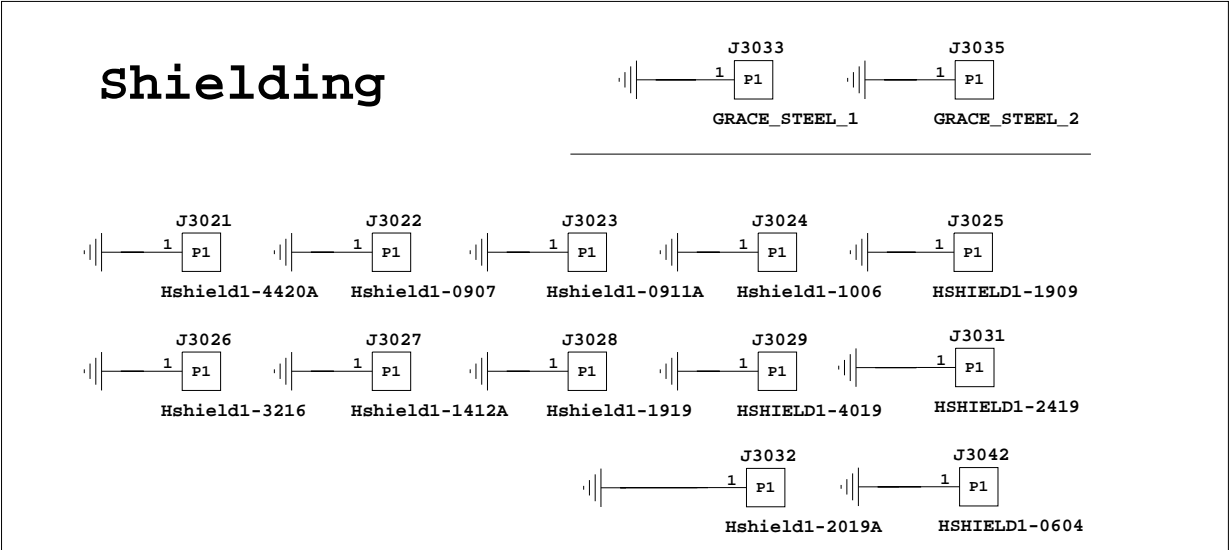 Shielding
J3033 J3035
1 P1 1 P1
GRACE_STEEL_1 GRACE_STEEL_2
J3021 J3022 J3023 J3024 J3025
1 P1 1 P1 1 P1 1 P1 1 P1
Hshield1-4420A Hshield1-0907 Hshield1-0911A Hshield1-1006 HSHIELD1-1909
J3026 J3027 J3028 J3029 J3031
1 P1 1 P1 1 P1 1 P1 1 P1
Hshield1-3216 Hshield1-1412A Hshield1-1919 HSHIELD1-4019 HSHIELD1-2419
J3032 J3042
1 P1 1 P1
Hshield1-2019A HSHIELD1-0604